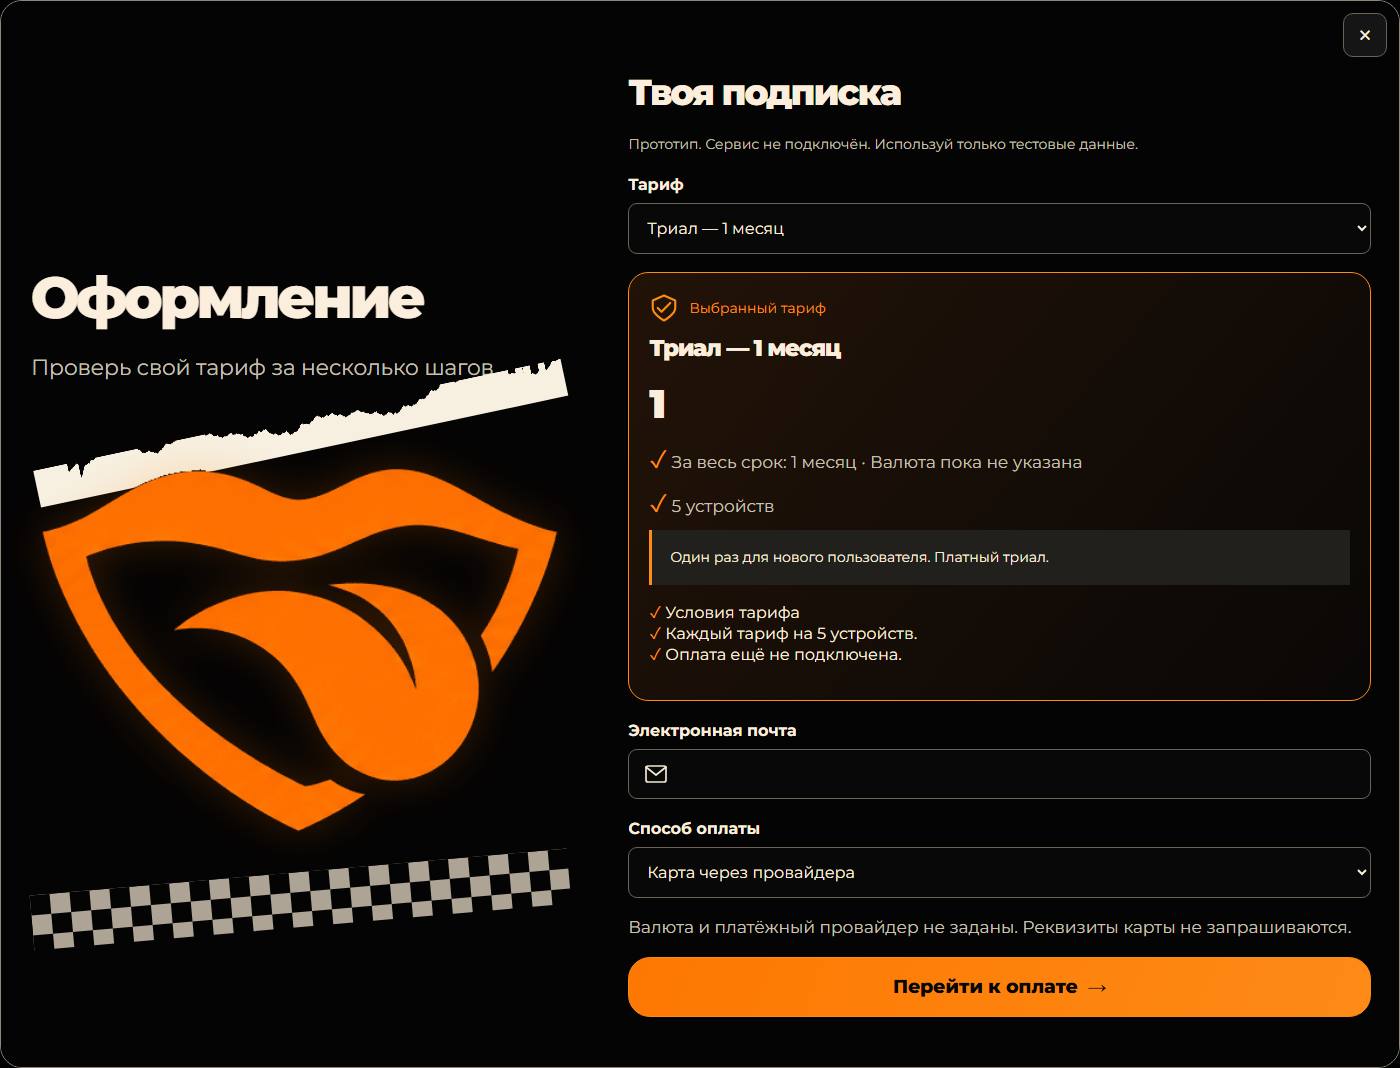 Оформление
Проверь свой тариф за несколько шагов
Твоя подписка
Прототип. Сервис не подключён. Используй только тестовые данные.
Тариф
Триал — 1 месяц
Выбранный тариф
Триал — 1 месяц
1
✓ За весь срок: 1 месяц · Валюта пока не указана
✓ 5 устройств
Один раз для нового пользователя. Платный триал.
✓ Условия тарифа
✓ Каждый тариф на 5 устройств.
✓ Оплата ещё не подключена.
Электронная почта
Способ оплаты
Карта через провайдера
Валюта и платёжный провайдер не заданы. Реквизиты карты не запрашиваются.
Перейти к оплате →